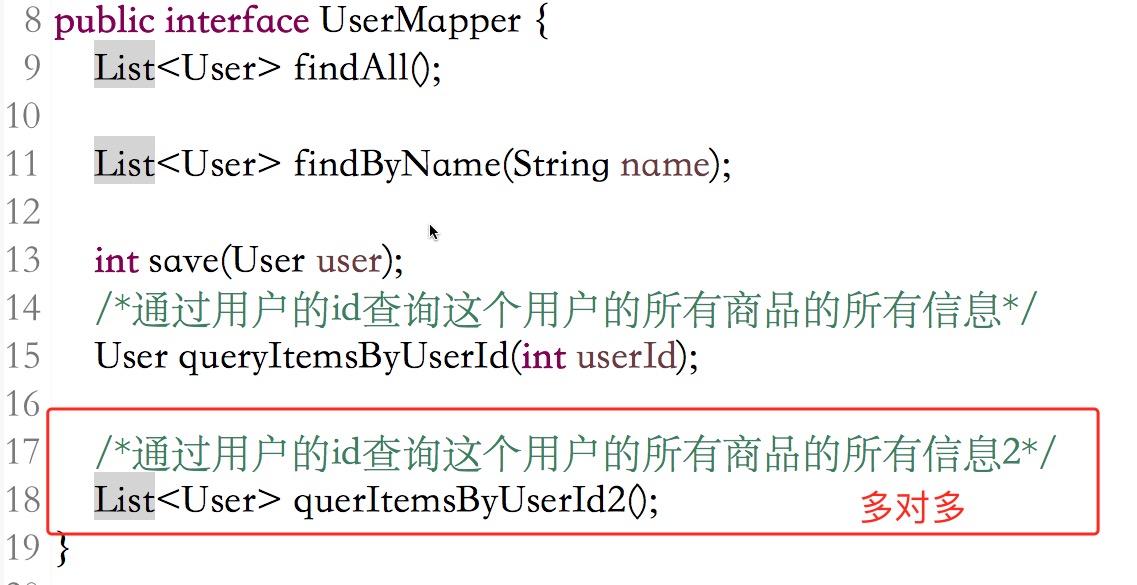 8 public interface UserMapper {
9 List<User> findAll();
10
11 List<User> findByName(String name);
12
13 int save(User user);
14 /*通过用户的id查询这个用户的所有商品的所有信息*/
15 User queryItemsByUserId(int userId);
16
17 /*通过用户的id查询这个用户的所有商品的所有信息2*/
18 List<User> querItemsByUserId2();
多对多
19 }